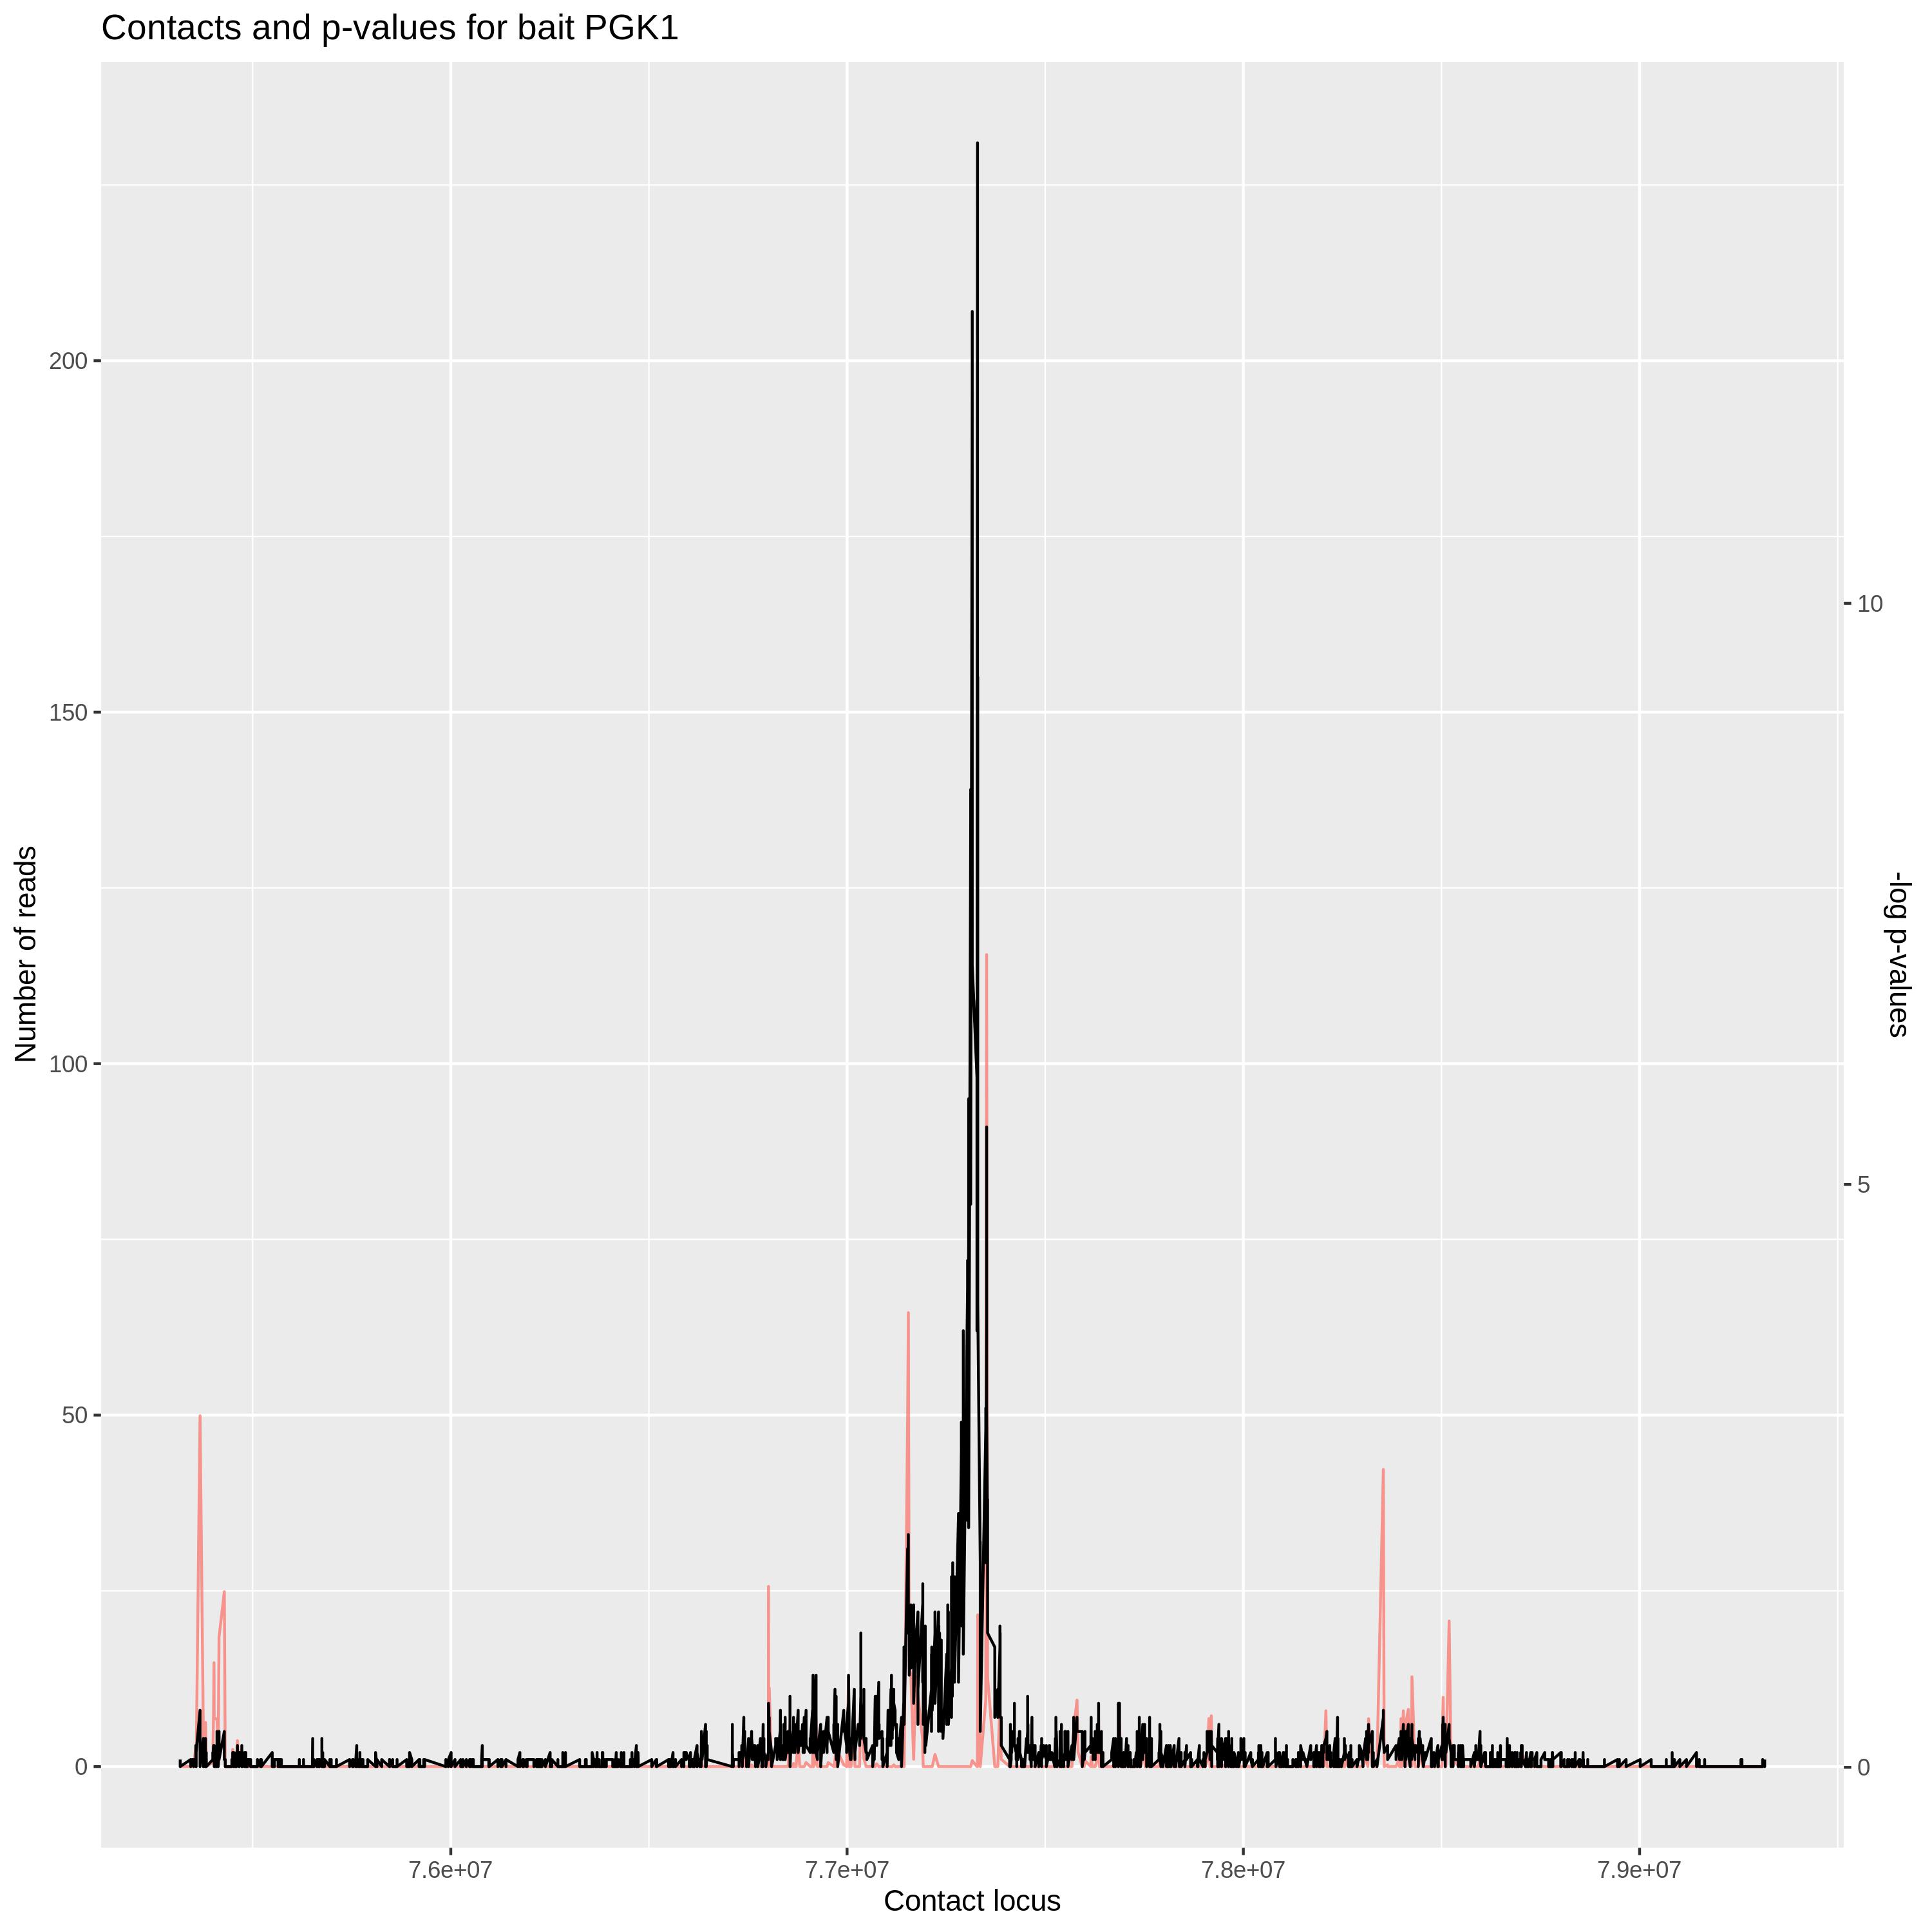 Contacts and p-values for bait PGK1
Number of reads
200
150
100
50
0
10
5
0
-log p-values
7.6e+07
7.7e+07
7.8e+07
7.9e+07
Contact locus